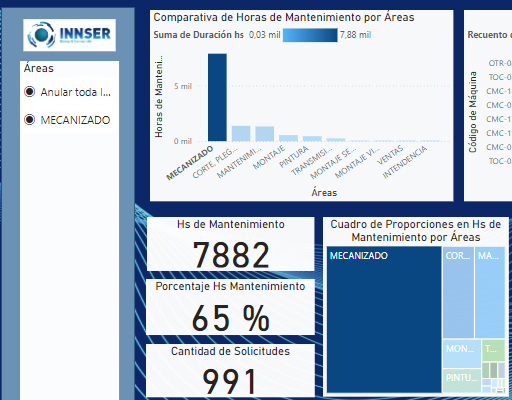 INNSER
Áreas
Anular toda l...
MECANIZADO
Comparativa de Horas de Mantenimiento por Áreas
Suma de Duración hs 0,03 mil 7,88 mil
Horas de Manteni...
5 mil
0 mil
MECANIZADO
CORTE, PLEG...
MANTENIMI...
MONTAJE
PINTURA
TRANSMISI...
MONTAJE SE...
MONTAJE VI...
VENTAS
INTENDENCIA
Áreas
Recuento d
Código de Máquina
OTR-0
TOC-0
CMC-1
CMC-1
CMC-1
CMC-0
CMC-0
TOC-0
Hs de Mantenimiento
7882
Porcentaje Hs Mantenimiento
65 %
Cantidad de Solicitudes
991
Cuadro de Proporciones en Hs de
Mantenimiento por Áreas
MECANIZADO
COR...
MA...
MON...
T...
PINTU...